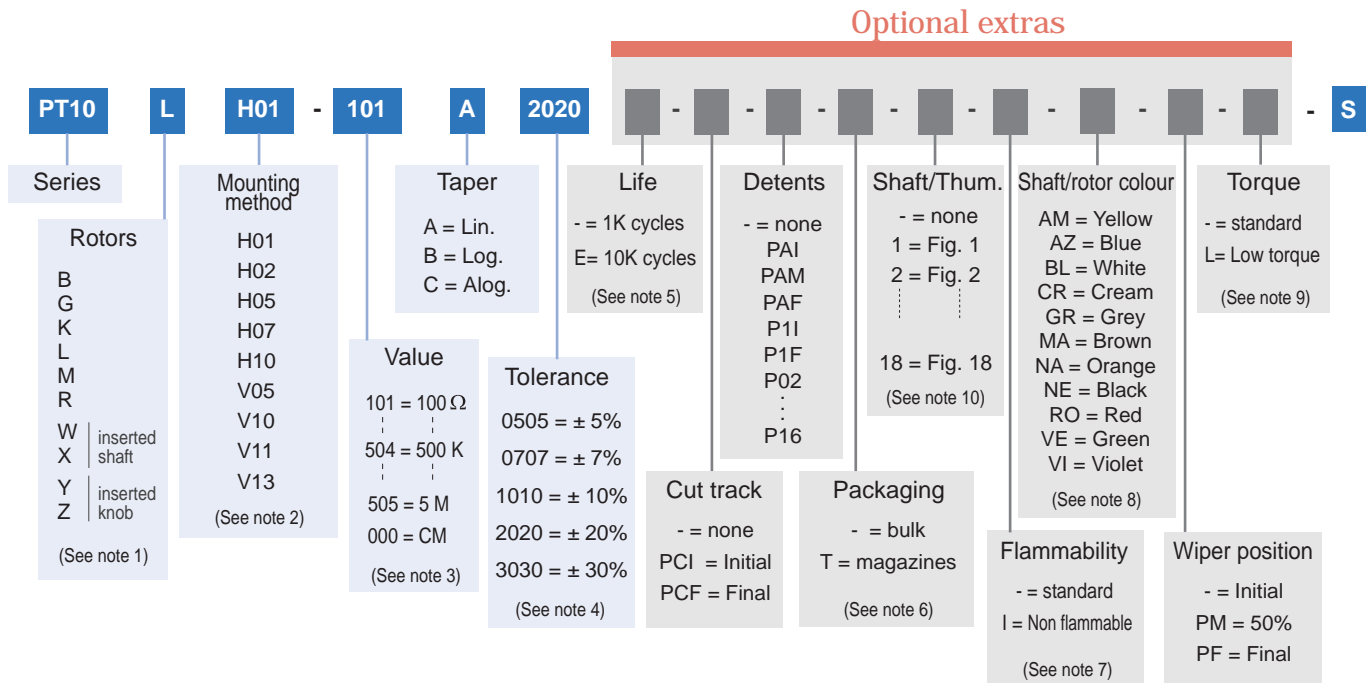 Optional extras
PT10 L H01 - 101 A 2020 - - - - - - - - - S
Series
Rotors
B
G
K
L
M
R
W
X
inserted
shaft
Y
Z
inserted
knob
(See note 1)
Mounting
method
H01
H02
H05
H07
H10
V05
V10
V11
V13
(See note 2)
Value
101 = 100 Ω
504 = 500 K
505 = 5 M
000 = CM
(See note 3)
Taper
A = Lin.
B = Log.
C = Alog.
Tolerance
0505 = ± 5%
0707 = ± 7%
1010 = ± 10%
2020 = ± 20%
3030 = ± 30%
(See note 4)
Life
- = 1K cycles
E= 10K cycles
(See note 5)
Cut track
- = none
PCI = Initial
PCF = Final
Detents
- = none
PAI
PAM
PAF
P1I
P1F
P02
:
P16
Packaging
- = bulk
T = magazines
(See note 6)
Shaft/Thum.
- = none
1 = Fig. 1
2 = Fig. 2
18 = Fig. 18
(See note 10)
Flammability
- = standard
I = Non flammable
(See note 7)
Shaft/rotor colour
AM = Yellow
AZ = Blue
BL = White
CR = Cream
GR = Grey
MA = Brown
NA = Orange
NE = Black
RO = Red
VE = Green
VI = Violet
(See note 8)
Wiper position
- = Initial
PM = 50%
PF = Final
Torque
- = standard
L= Low torque
(See note 9)